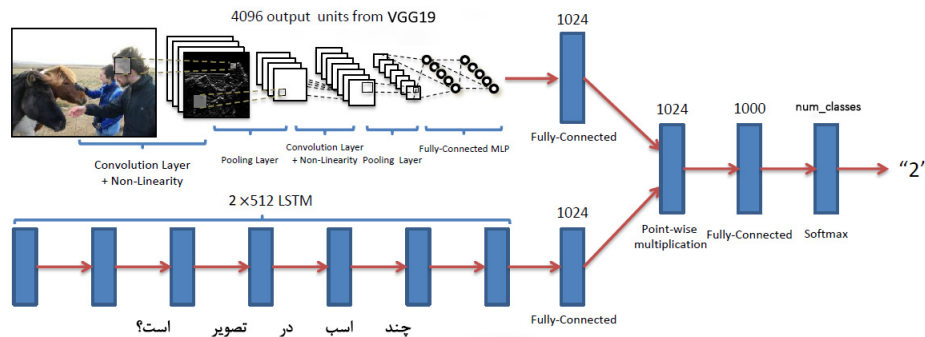 4096 output units from VGG19
1024
Fully-Connected
Convolution Layer
+ Non-Linearity
Pooling Layer
Convolution Layer
+ Non-Linearity
Pooling Layer
Fully-Connected MLP
1024
Point-wise
multiplication
1000
Fully-Connected
num_classes
Softmax
“2’
2 ×512 LSTM
1024
Fully-Connected
چند اسب در تصویر است؟